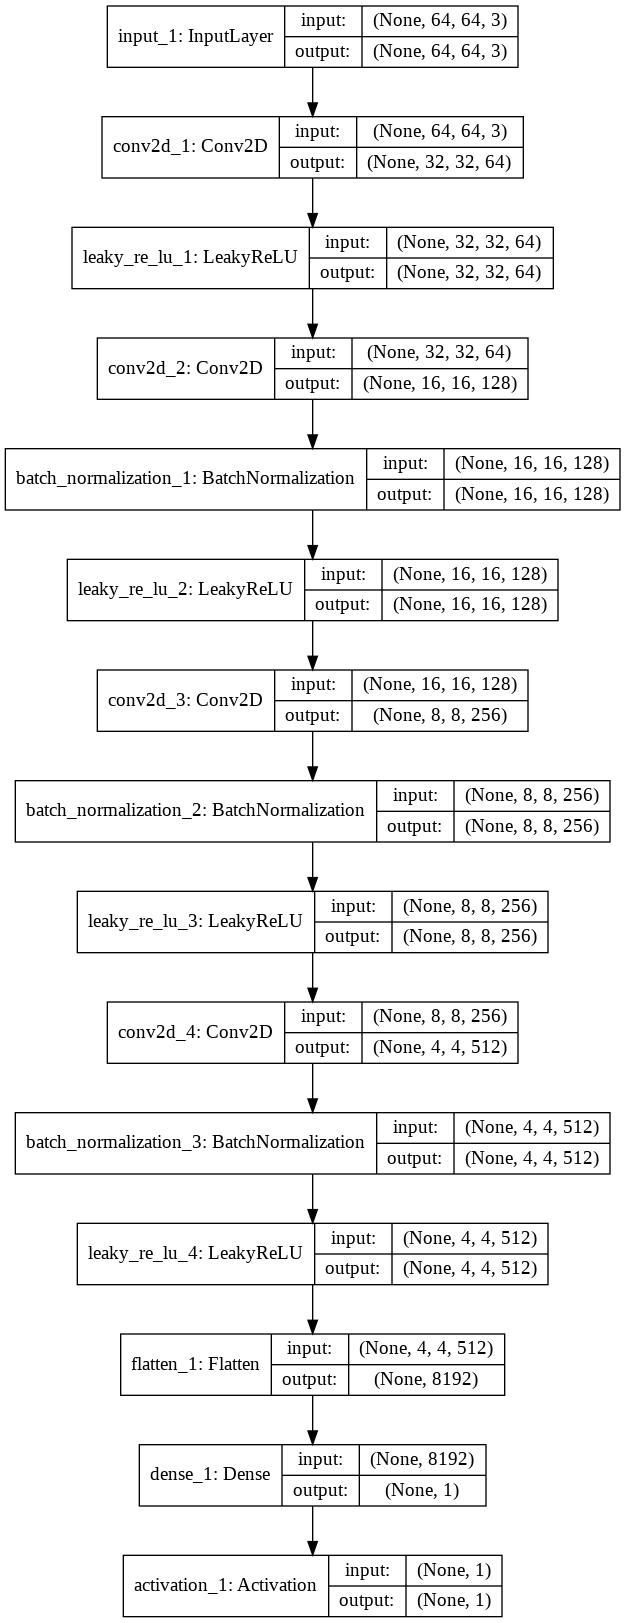 input_1: InputLayer
input: (None, 64, 64, 3)
output: (None, 64, 64, 3)
conv2d_1: Conv2D
input: (None, 64, 64, 3)
output: (None, 32, 32, 64)
leaky_re_lu_1: LeakyReLU
input: (None, 32, 32, 64)
output: (None, 32, 32, 64)
conv2d_2: Conv2D
input: (None, 32, 32, 64)
output: (None, 16, 16, 128)
batch_normalization_1: BatchNormalization
input: (None, 16, 16, 128)
output: (None, 16, 16, 128)
leaky_re_lu_2: LeakyReLU
input: (None, 16, 16, 128)
output: (None, 16, 16, 128)
conv2d_3: Conv2D
input: (None, 16, 16, 128)
output: (None, 8, 8, 256)
batch_normalization_2: BatchNormalization
input: (None, 8, 8, 256)
output: (None, 8, 8, 256)
leaky_re_lu_3: LeakyReLU
input: (None, 8, 8, 256)
output: (None, 8, 8, 256)
conv2d_4: Conv2D
input: (None, 8, 8, 256)
output: (None, 4, 4, 512)
batch_normalization_3: BatchNormalization
input: (None, 4, 4, 512)
output: (None, 4, 4, 512)
leaky_re_lu_4: LeakyReLU
input: (None, 4, 4, 512)
output: (None, 4, 4, 512)
flatten_1: Flatten
input: (None, 4, 4, 512)
output: (None, 8192)
dense_1: Dense
input: (None, 8192)
output: (None, 1)
activation_1: Activation
input: (None, 1)
output: (None, 1)